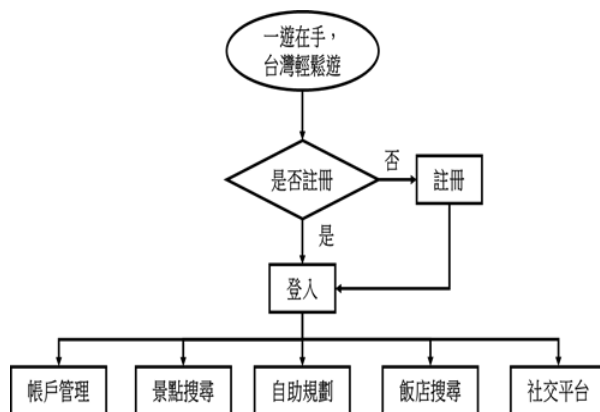 一遊在手，
台灣輕鬆遊
是否註冊
否
註冊
是
登入
帳戶管理
景點搜尋
自助規劃
飯店搜尋
社交平台